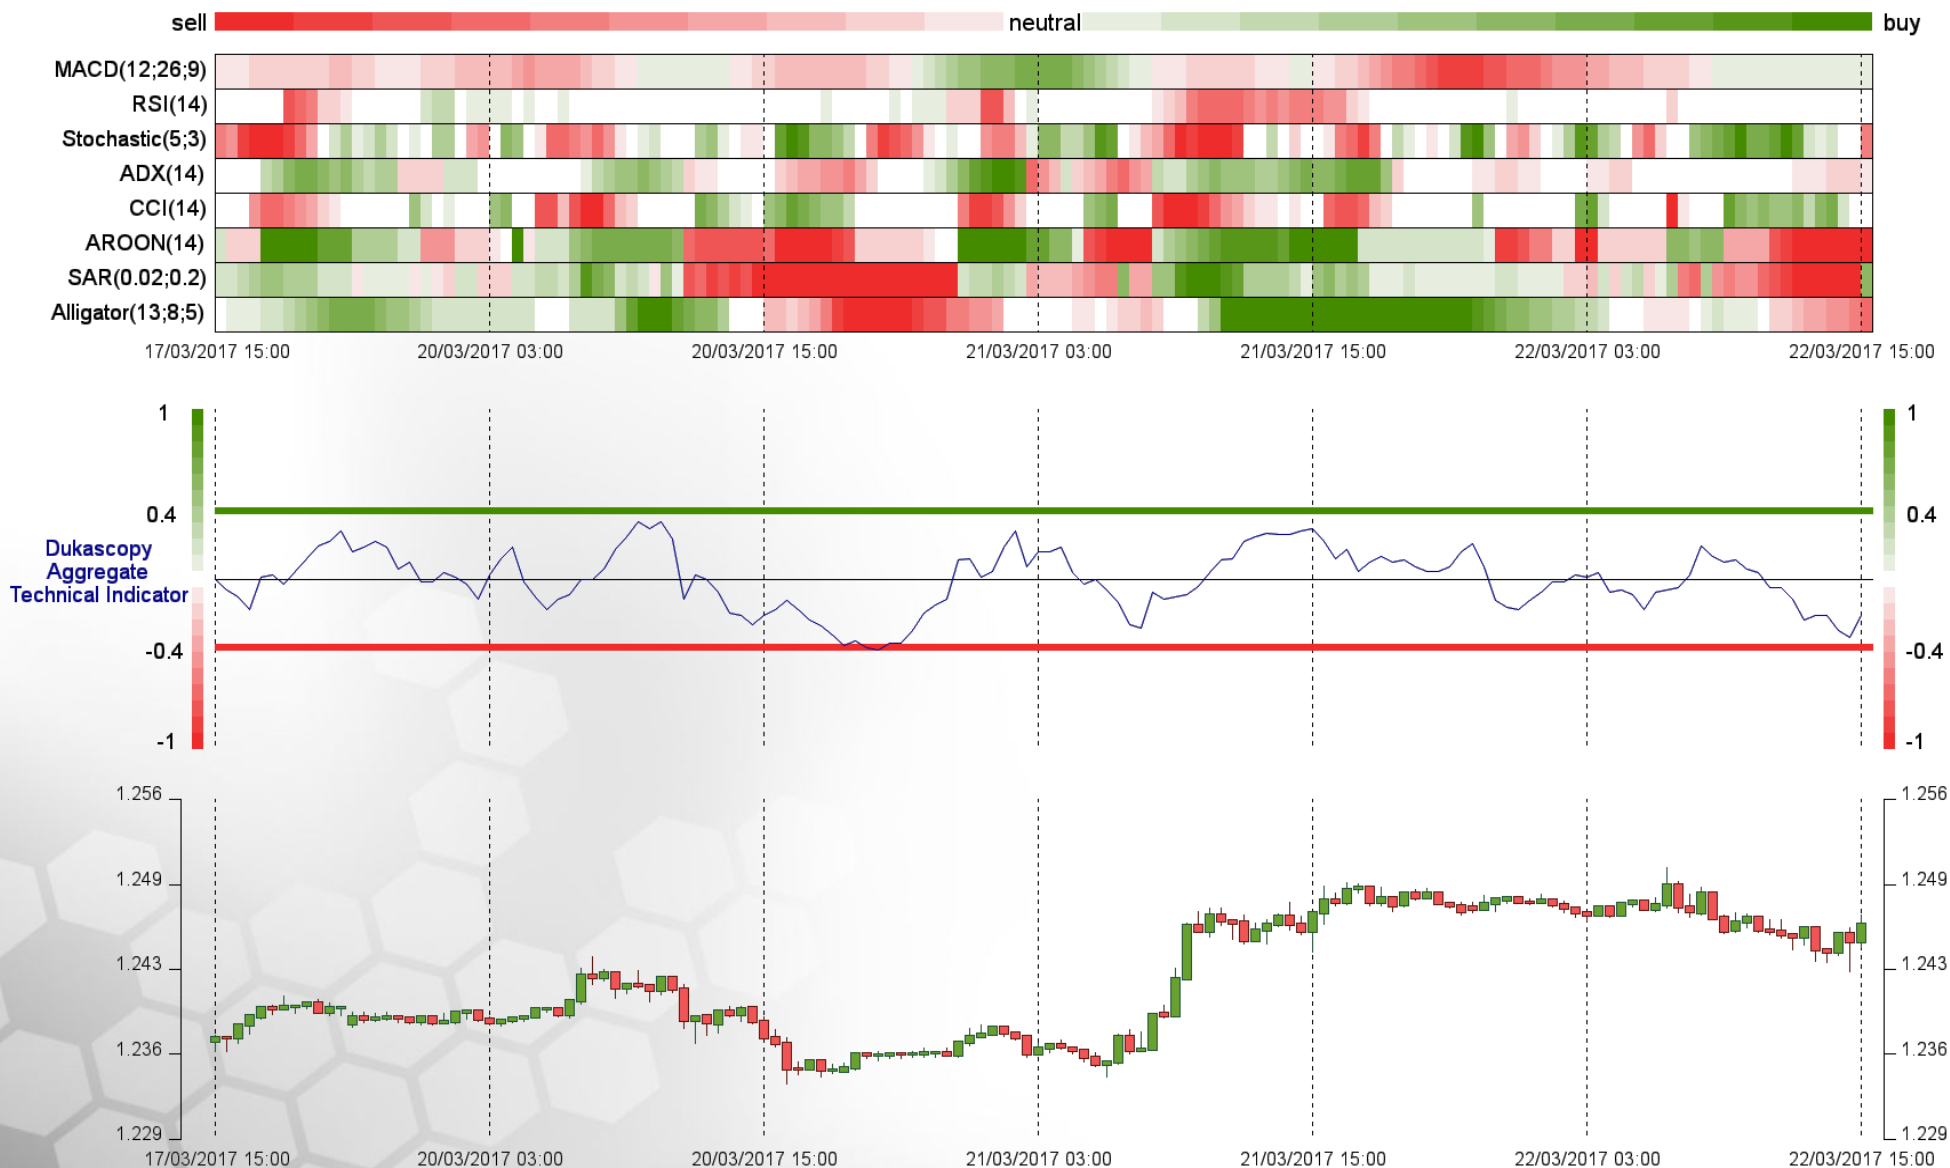 sell neutral buy
MACD(12;26;9)
RSI(14)
Stochastic(5;3)
ADX(14)
CCI(14)
AROON(14)
SAR(0.02;0.2)
Alligator(13;8;5)
17/03/2017 15:00 20/03/2017 03:00 20/03/2017 15:00 21/03/2017 03:00 21/03/2017 15:00 22/03/2017 03:00 22/03/2017 15:00
1 1
0.4 0.4
Dukascopy
Aggregate
Technical Indicator
-0.4 -0.4
-1 -1
1.256 1.256
1.249 1.249
1.243 1.243
1.236 1.236
1.229 1.229
17/03/2017 15:00 20/03/2017 03:00 20/03/2017 15:00 21/03/2017 03:00 21/03/2017 15:00 22/03/2017 03:00 22/03/2017 15:00